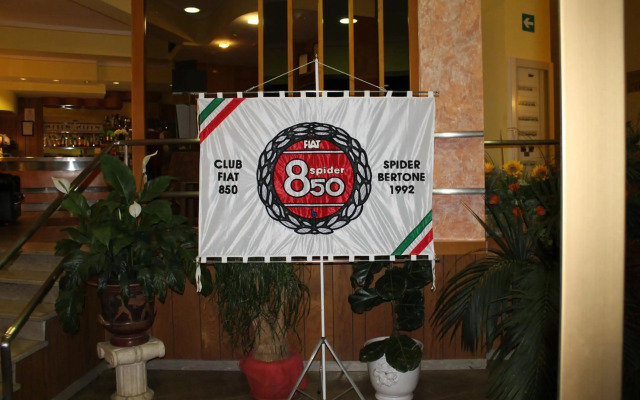 CLUB
FIAT
850
FIAT
850 spider
SPIDER
BERTONE
1992